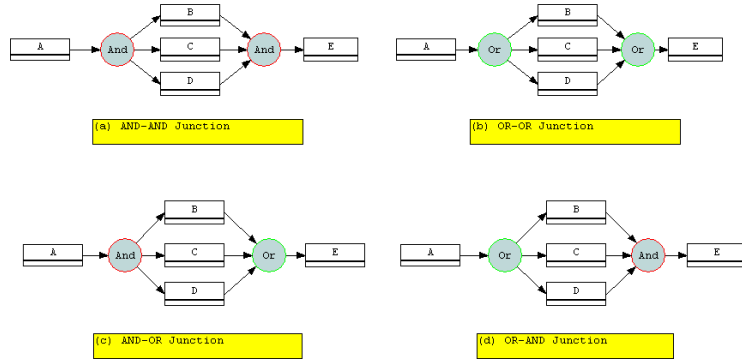 B
B
A
And
C
And
E
A
Or
C
Or
E
D
D
(a) AND-AND Junction
(b) OR-OR Junction
B
B
A
And
C
Or
E
A
Or
C
And
E
D
D
(c) AND-OR Junction
(d) OR-AND Junction